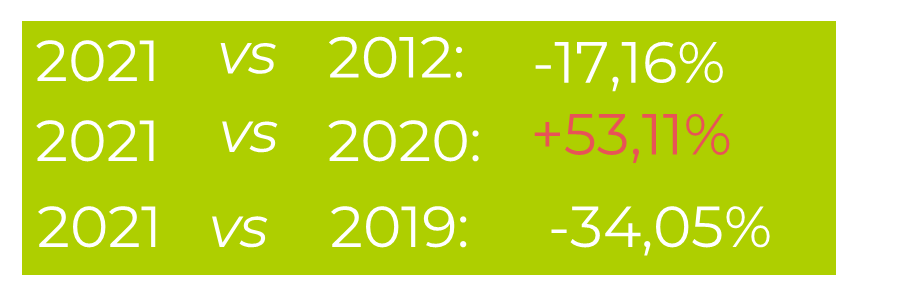 2021 vs 2012: -17,16%
2021 vs 2020: +53,11%
2021 vs 2019: -34,05%